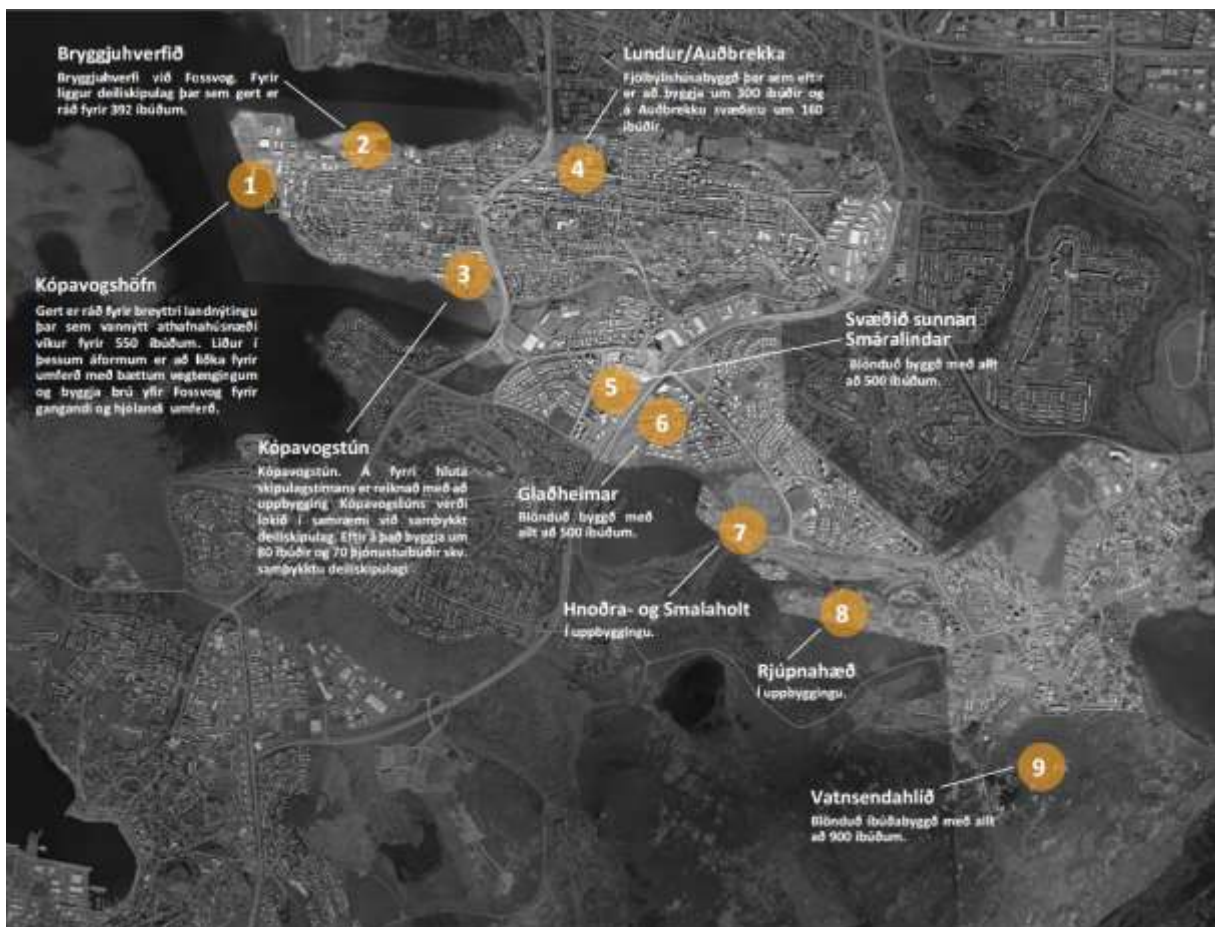 Bryggjuhverfið
Bryggjuhverfi við Fossvog. Fyrir
liggur deiliskipulag þar sem gert er
ráð fyrir 392 íbúðum.
Lundur/Auðbrekka
Fjölbýlishúsabyggð þar sem eftir
er að byggja um 300 íbúðir og
á Auðbrekku svæðinu um 160
íbúðir.
2
4
1
3
Kópavogshöfn
Gert er ráð fyrir breyttri landnýtingu
þar sem vannýtt athafnahúsnæði
víkur fyrir 550 íbúðum. Liður í
þessum áformum er að liðka fyrir
umferð með bættum vegtengingum
og byggja brú yfir Fossvog fyrir
gangandi og hjólandi umferð.
Svæðið sunnan
Smáralindar
Blönduð byggð með allt
að 500 íbúðum.
5
6
Kópavogstún
Kópavogstún. Á fyrri hluta
skipulagstímans er reiknað með að
uppbygging Kópavogstúns verði
lokið í samræmi við samþykkt
deiliskipulag. Eftir á það byggja um
80 íbúðir og 70 þjónustuíbúðir skv.
samþykktu deiliskipulagi
Glaðheimar
Blönduð byggð með
allt að 500 íbúðum.
7
Hnoðra- og Smalaholt
Í uppbyggingu.
8
Rjúpnahæð
Í uppbyggingu.
9
Vatnsendahlíð
Blönduð íbúðabyggð með allt
að 900 íbúðum.